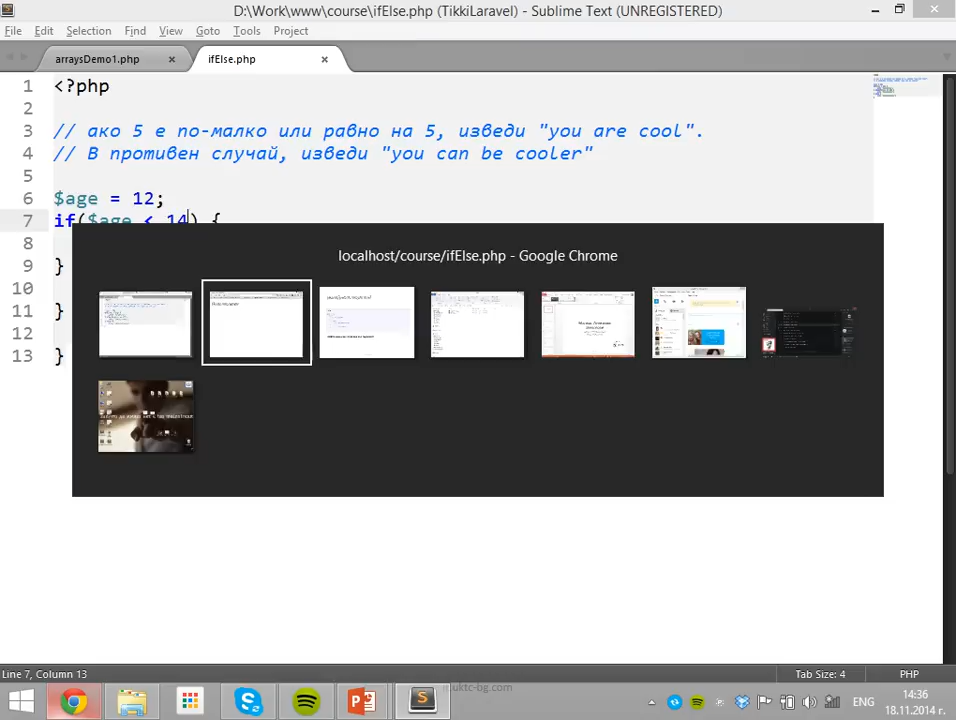 D:\Work\www\course\ifElse.php (TikkiLaravel) - Sublime Text (UNREGISTERED)
File Edit Selection Find View Goto Tools Project
arraysDemo1.php × ifElse.php ×
1 <?php
2
3 // ако 5 е по-малко или равно на 5, изведи "you are cool".
4 // В противен случай, изведи "you can be cooler"
5
6 $age = 12;
7 if($age < 14) {
localhost/course/ifElse.php - Google Chrome
8
9 }
10
11 }
12
13 }
Line 7, Column 13 Tab Size: 4 PHP
uktc-bg.com
ENG 14:36
18.11.2014 г.